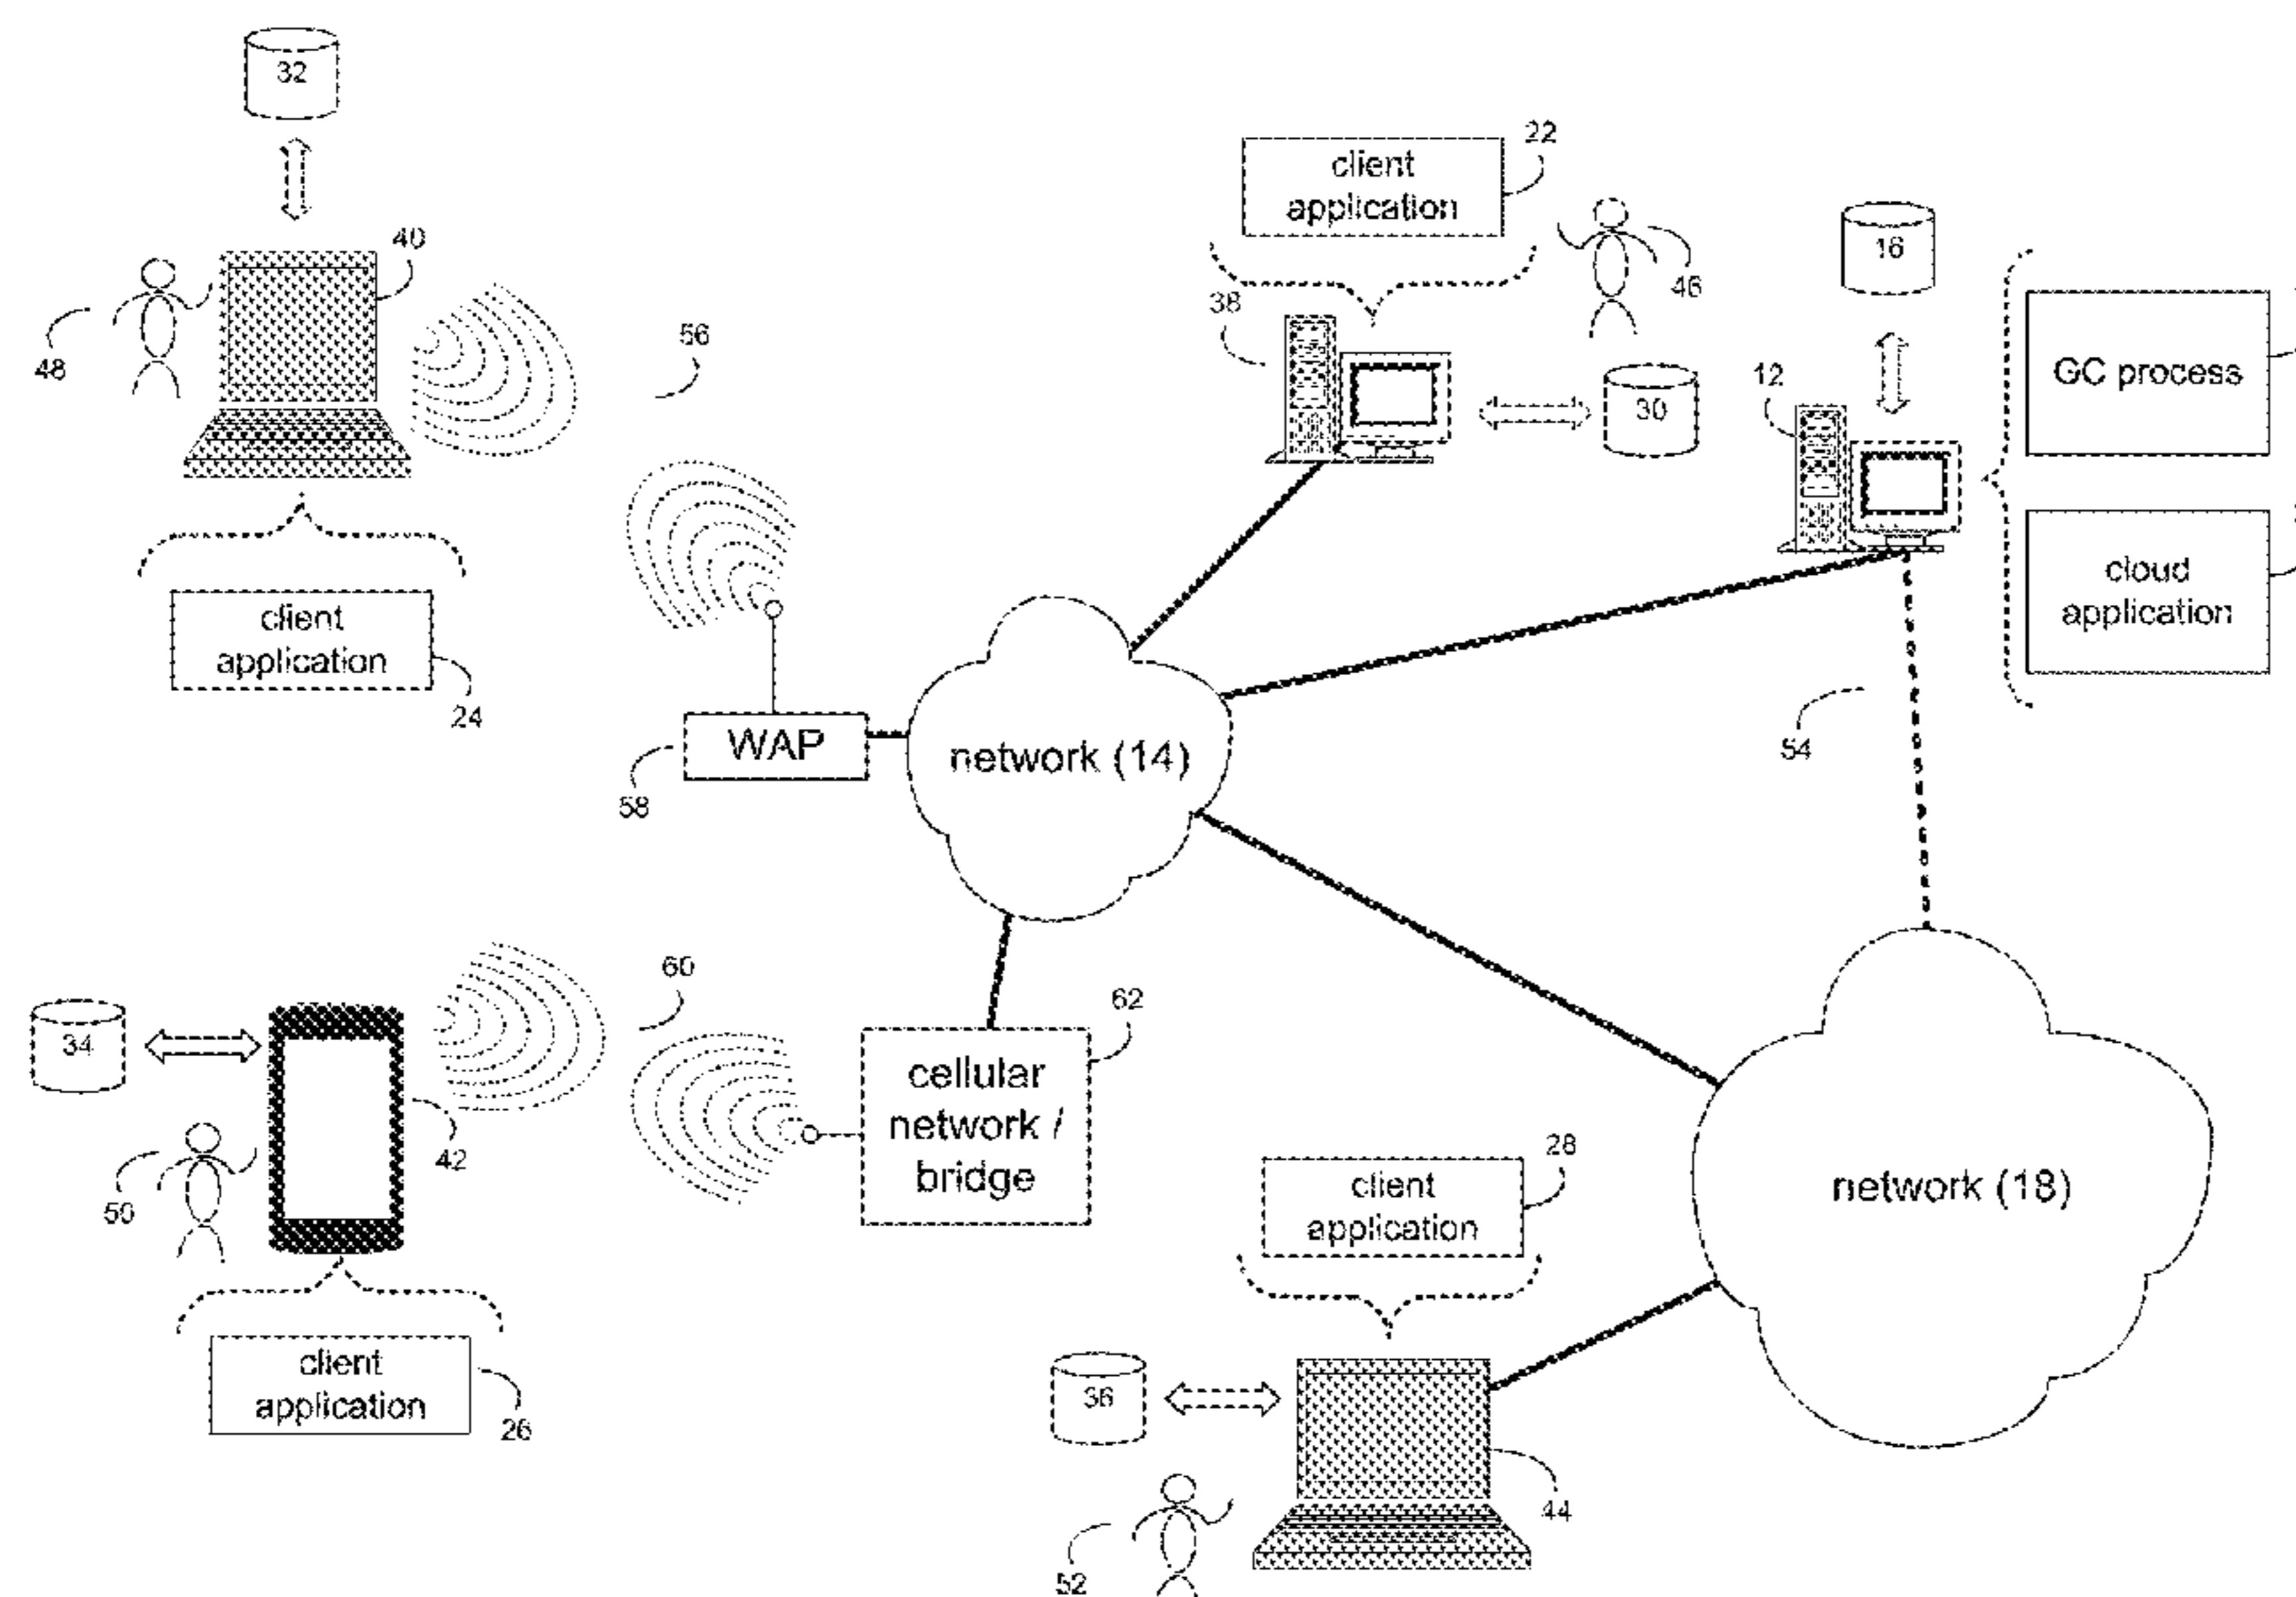 32
22
client
application
16
40
46
38
48
56
GC process
12
30
cloud
application
client
application
24
54
WAP
network (14)
58
60
62
34
cellular
network /
bridge
42
28
client
application
network (18)
50
client
application
36
26
44
52